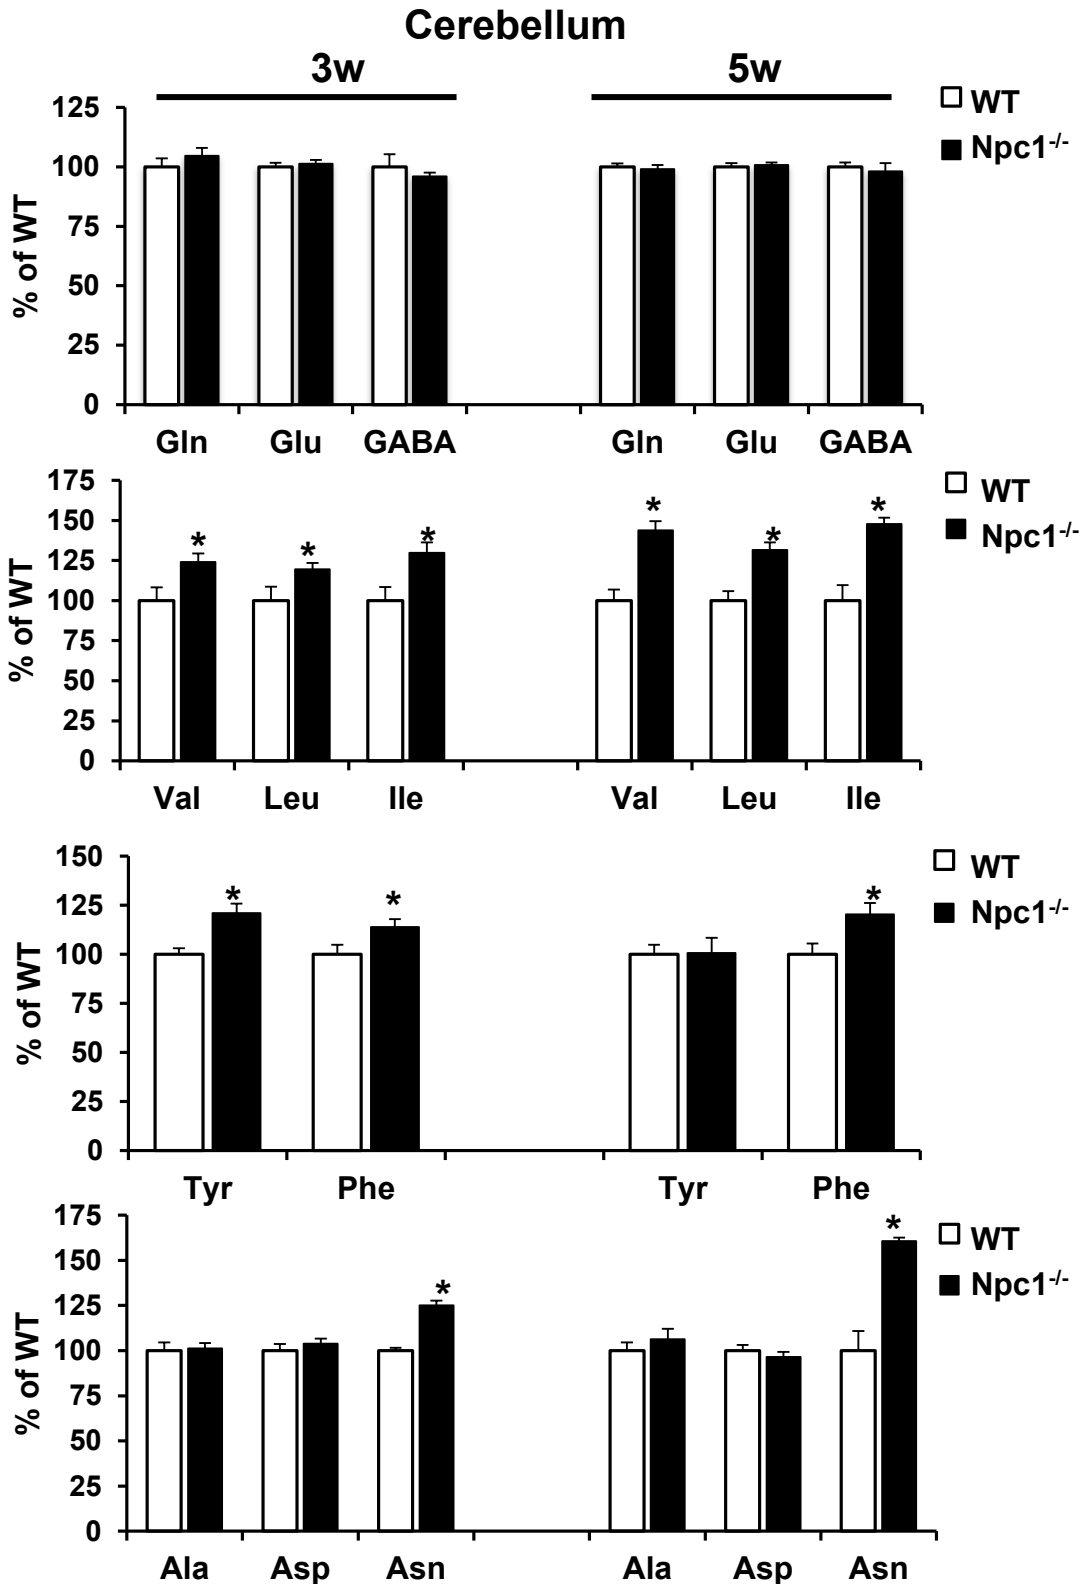 Cerebellum
3w 5w
WT
Npc1-/-
% of WT
125
100
75
50
25
0
Gln Glu GABA Gln Glu GABA
WT
Npc1-/-
% of WT
175
150
125
100
75
50
25
0
* * * * * *
Val Leu Ile Val Leu Ile
WT
Npc1-/-
% of WT
150
125
100
75
50
25
0
* * *
Tyr Phe Tyr Phe
WT
Npc1-/-
% of WT
175
150
125
100
75
50
25
0
* *
Ala Asp Asn Ala Asp Asn